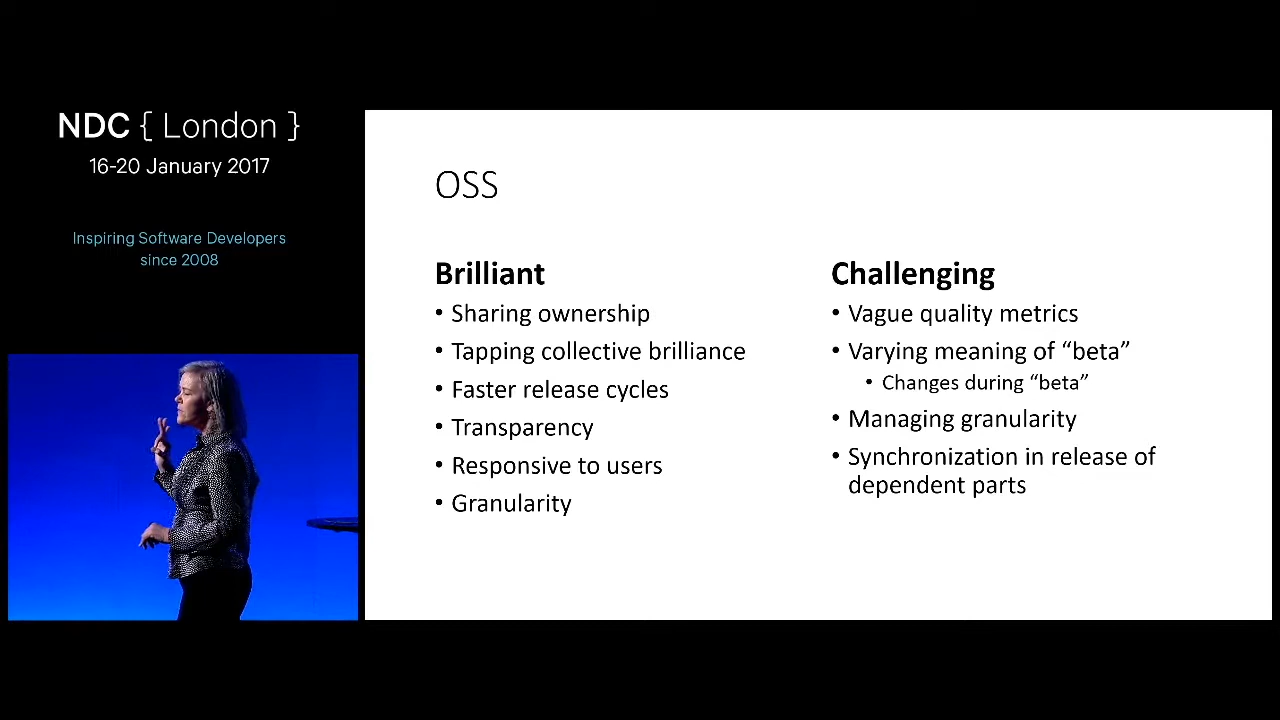 NDC { London }
16-20 January 2017
Inspiring Software Developers
since 2008
OSS
Brilliant
• Sharing ownership
• Tapping collective brilliance
• Faster release cycles
• Transparency
• Responsive to users
• Granularity
Challenging
• Vague quality metrics
• Varying meaning of “beta”
• Changes during “beta”
• Managing granularity
• Synchronization in release of
dependent parts